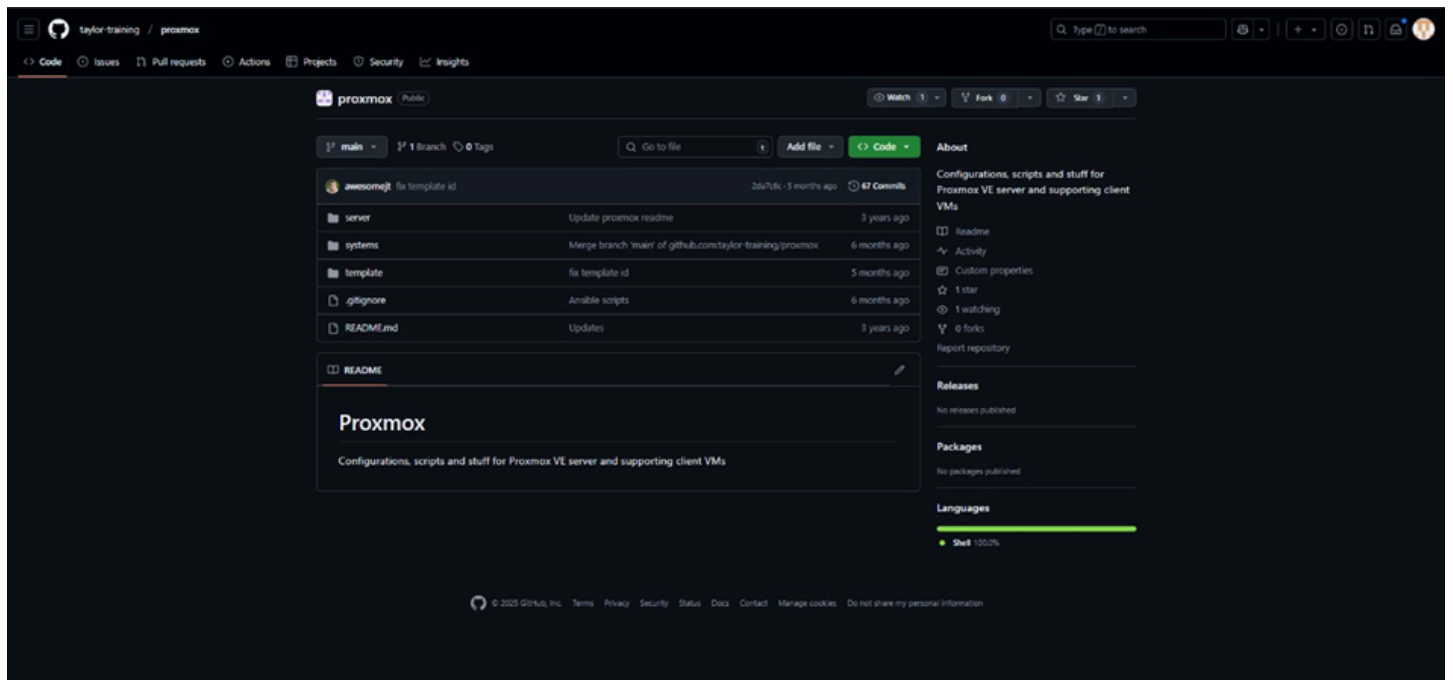 taylor-training / proxmox
Type / to search
Code Issues Pull requests Actions Projects Security Insights
proxmox Public
Watch 1 Fork 0 Star 1
main 1 Branch 0 Tags Go to file t Add file Code
awesomejt fix template id 5 months ago 67 Commits
server Update proxmox readme 3 years ago
systems Merge branch 'main' of github.com:taylor-training/proxmox 6 months ago
template fix template id 5 months ago
.gitignore Ansible scripts 6 months ago
README.md Updates 3 years ago
README
Proxmox
Configurations, scripts and stuff for Proxmox VE server and supporting client VMs
About
Configurations, scripts and stuff for
Proxmox VE server and supporting client
VMs
Readme
Activity
Custom properties
1 star
1 watching
0 forks
Report repository
Releases
No releases published
Packages
No packages published
Languages
Shell 100.0%
© 2025 GitHub, Inc. Terms Privacy Security Status Docs Contact Manage cookies Do not share my personal information